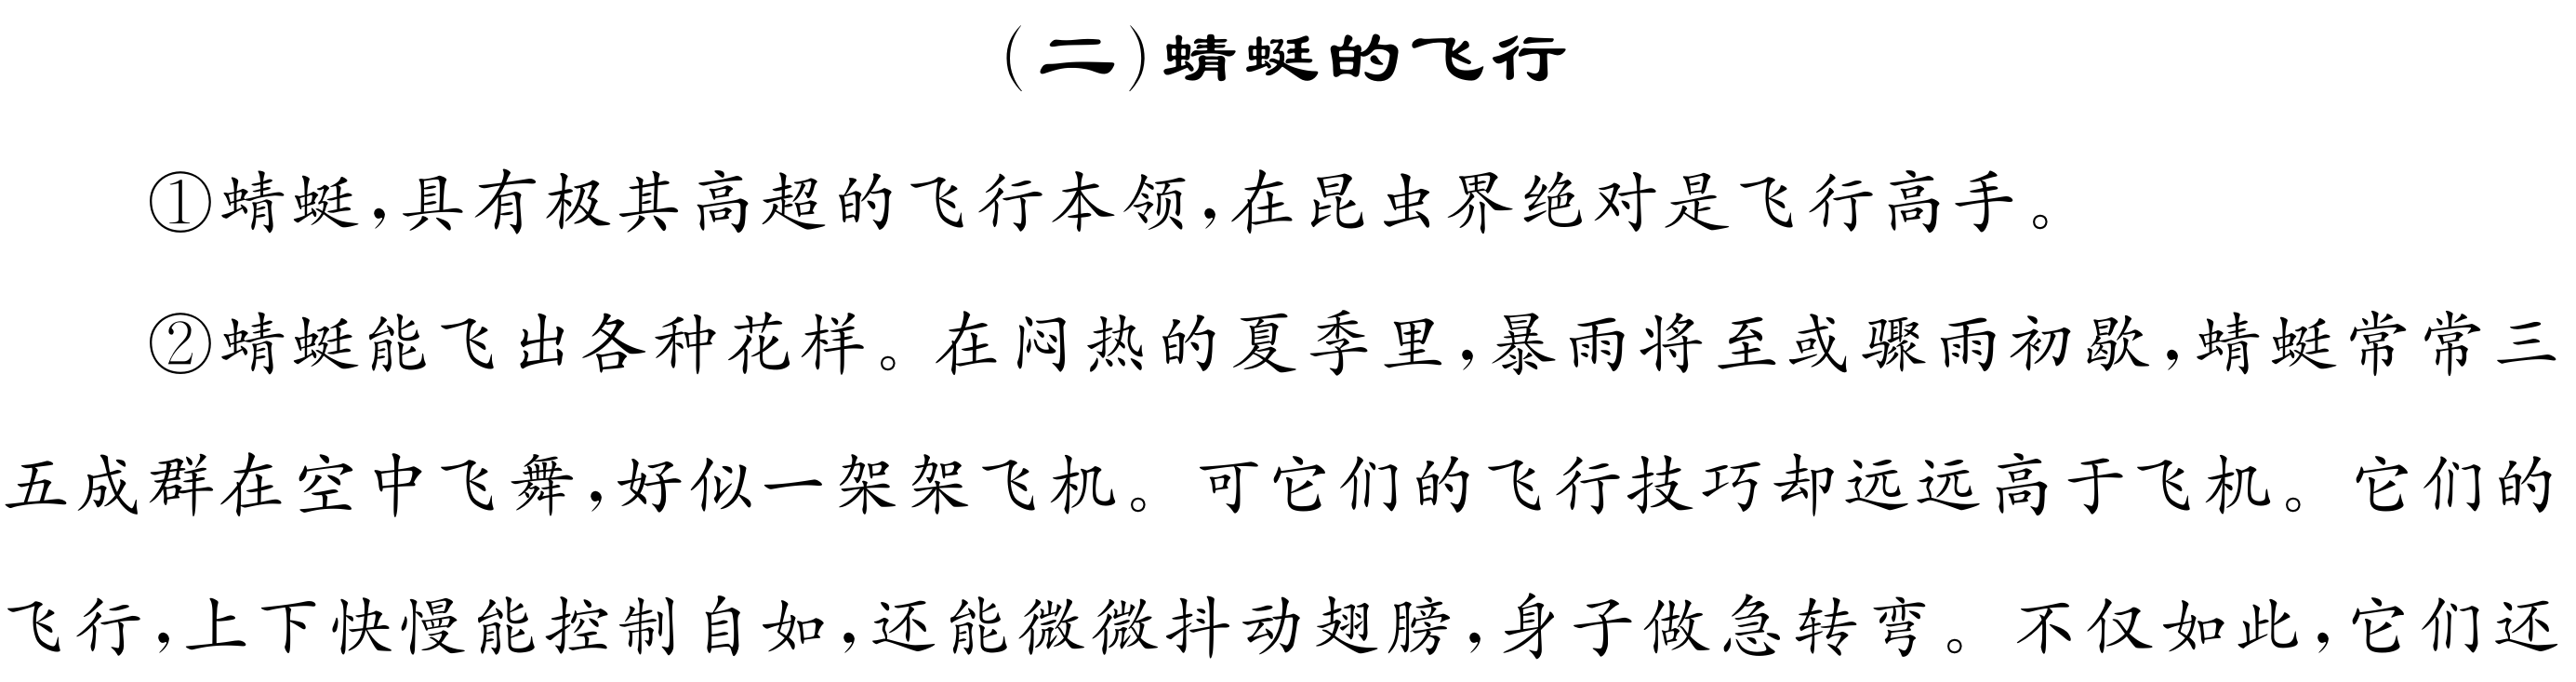 (二)蜻蜓的飞行
①蜻蜓,具有极其高超的飞行本领,在昆虫界绝对是飞行高手。
②蜻蜓能飞出各种花样。在闷热的夏季里,暴雨将至或骤雨初歇,蜻蜓常常三
五成群在空中飞舞,好似一架架飞机。可它们的飞行技巧却远远高于飞机。它们的
飞行,上下快慢能控制自如,还能微微抖动翅膀,身子做急转弯。不仅如此,它们还